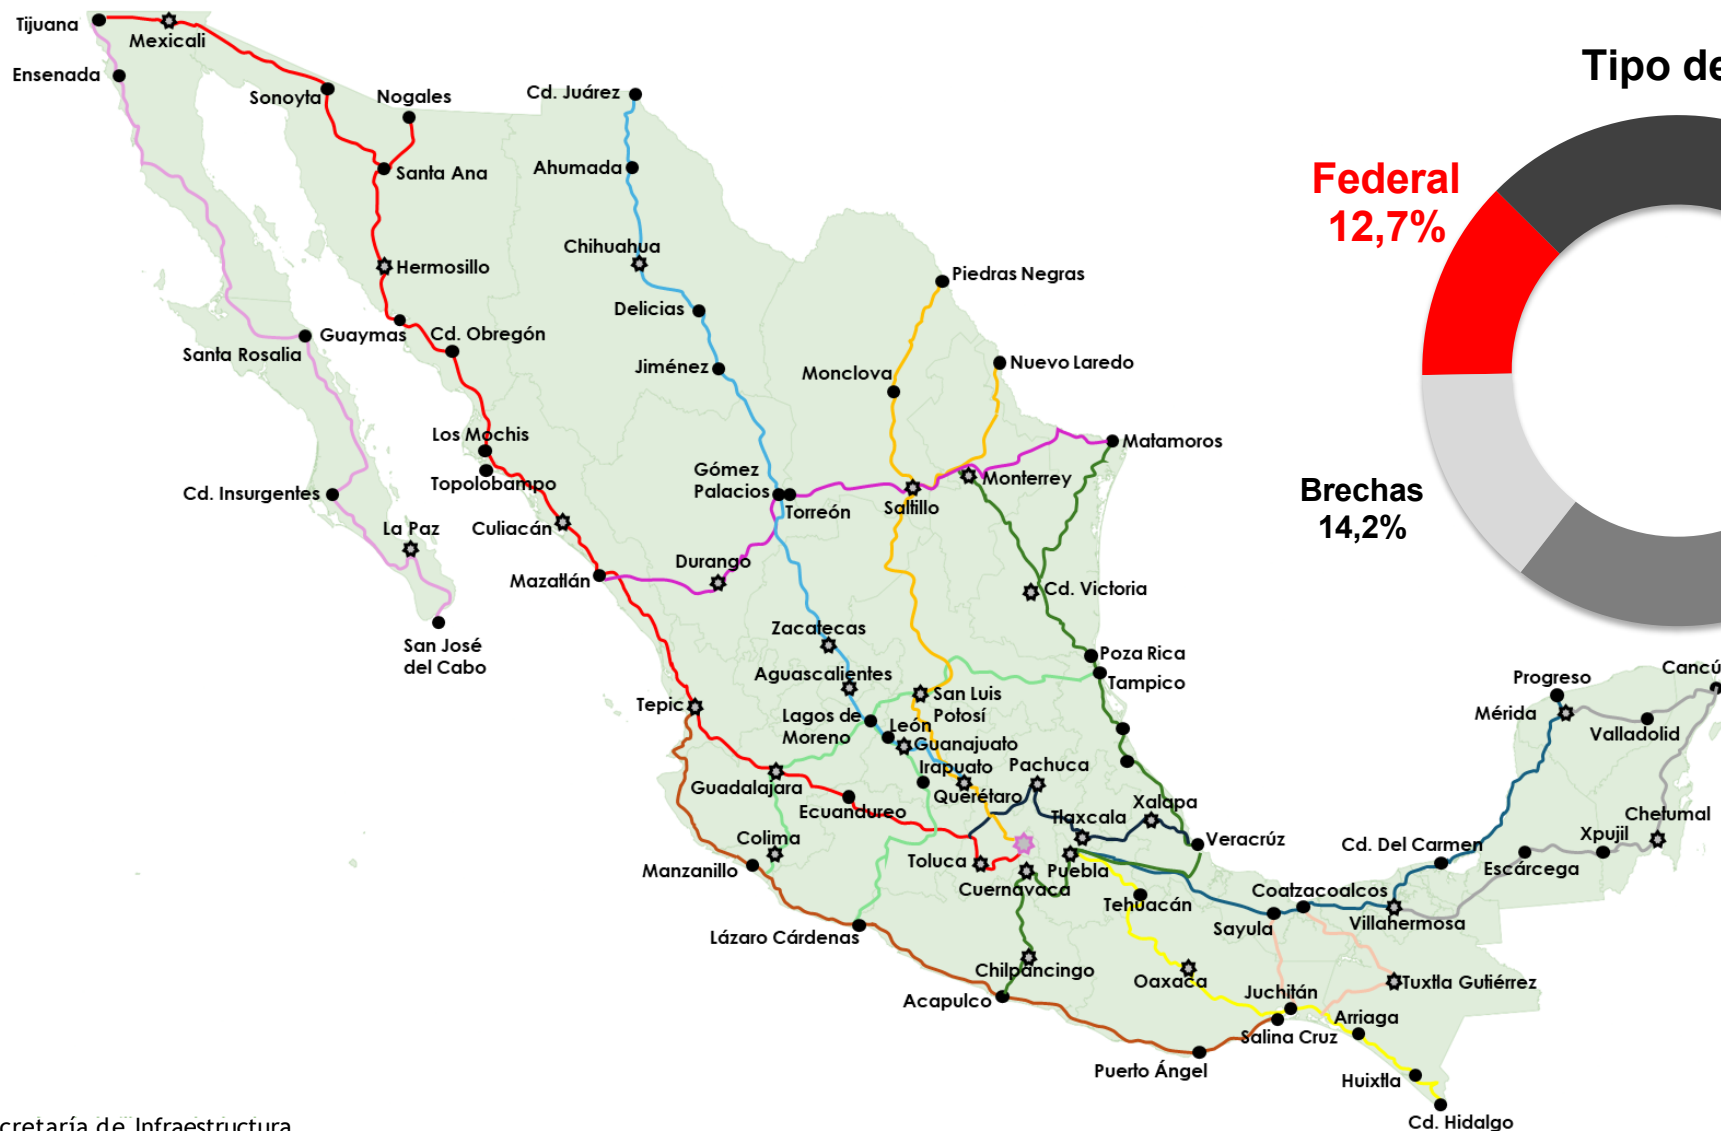 Tijuana
Mexicali
Ensenada
Sonoyta
Nogales
Cd. Juárez
Tipo de
Santa Ana
Ahumada
Federal
12,7%
Hermosillo
Chihuahua
Piedras Negras
Delicias
Guaymas
Cd. Obregón
Santa Rosalia
Jiménez
Monclova
Nuevo Laredo
Los Mochis
Topolobampo
Matamoros
Gómez
Palacios
Torreón
Saltillo
Monterrey
Brechas
14,2%
Cd. Insurgentes
La Paz
Culiacán
Mazatlán
Durango
Cd. Victoria
San José
del Cabo
Zacatecas
Aguascalientes
Poza Rica
Tampico
Tepic
Lagos de
Moreno
León
San Luis
Potosí
Guanajuato
Progreso
Mérida
Valladolid
Cancú
Guadalajara
Ecuandureo
Irapuato
Querétaro
Pachuca
Tlaxcala
Xalapa
Veracrúz
Colima
Manzanillo
Toluca
Cuernavaca
Puebla
Tehuacán
Cd. Del Carmen
Escárcega
Xpujil
Chetumal
Coatzacoalcos
Sayula
Villahermosa
Lázaro Cárdenas
Chilpancingo
Acapulco
Oaxaca
Juchitán
Tuxtla Gutiérrez
Salina Cruz
Arriaga
Puerto Ángel
Huixtla
Cd. Hidalgo
cretaría de Infraestructura